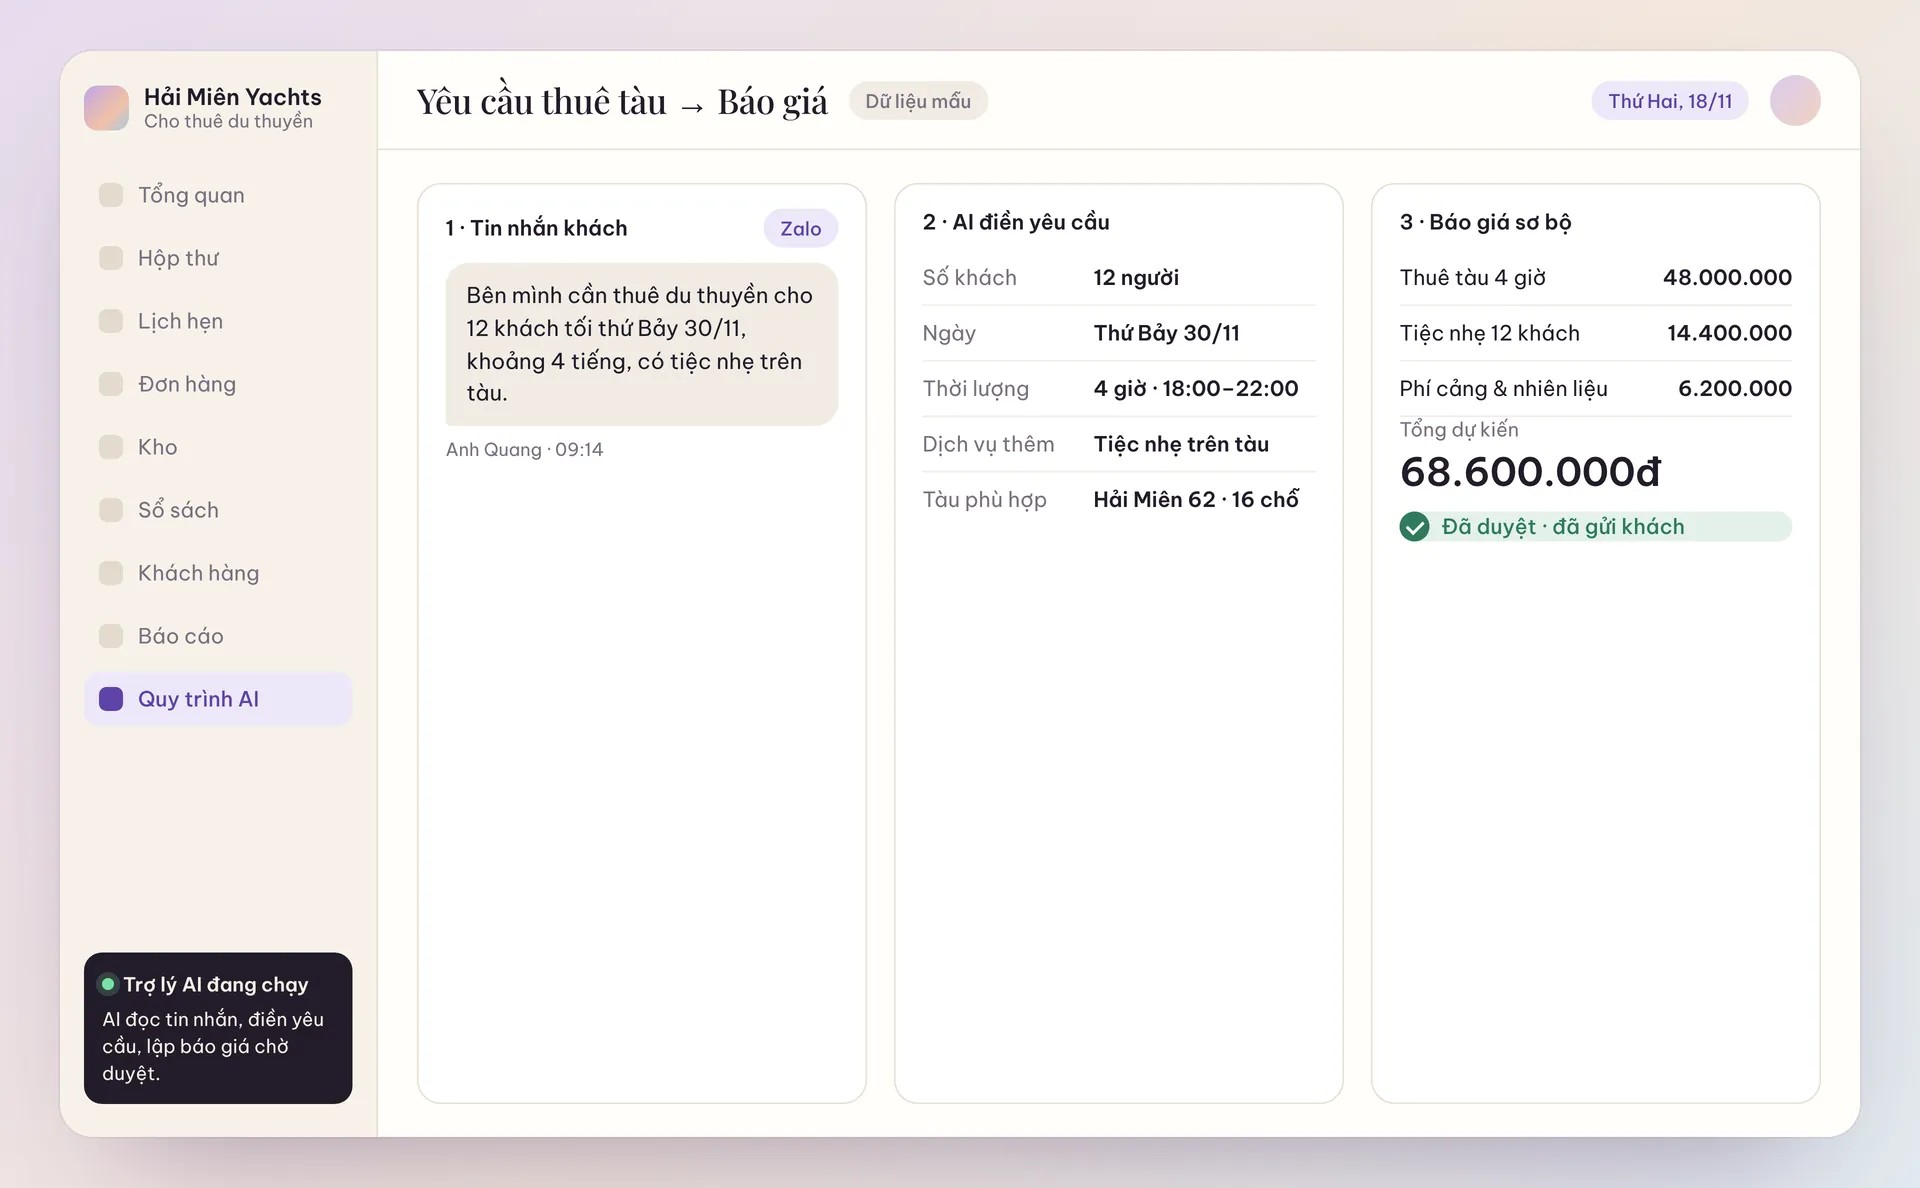 Hải Miên Yachts
Cho thuê du thuyền
Tổng quan
Hộp thư
Lịch hẹn
Đơn hàng
Kho
Sổ sách
Khách hàng
Báo cáo
Quy trình AI
Trợ lý AI đang chạy
AI đọc tin nhắn, điền yêu
cầu, lập báo giá chờ
duyệt.
Yêu cầu thuê tàu → Báo giá
Dữ liệu mẫu
Thứ Hai, 18/11
1 · Tin nhắn khách
Zalo
Bên mình cần thuê du thuyền cho
12 khách tối thứ Bảy 30/11,
khoảng 4 tiếng, có tiệc nhẹ trên
tàu.
Anh Quang · 09:14
2 · AI điền yêu cầu
Số khách 12 người
Ngày Thứ Bảy 30/11
Thời lượng 4 giờ · 18:00–22:00
Dịch vụ thêm Tiệc nhẹ trên tàu
Tàu phù hợp Hải Miên 62 · 16 chỗ
3 · Báo giá sơ bộ
Thuê tàu 4 giờ 48.000.000
Tiệc nhẹ 12 khách 14.400.000
Phí cảng & nhiên liệu 6.200.000
Tổng dự kiến
68.600.000đ
Đã duyệt · đã gửi khách